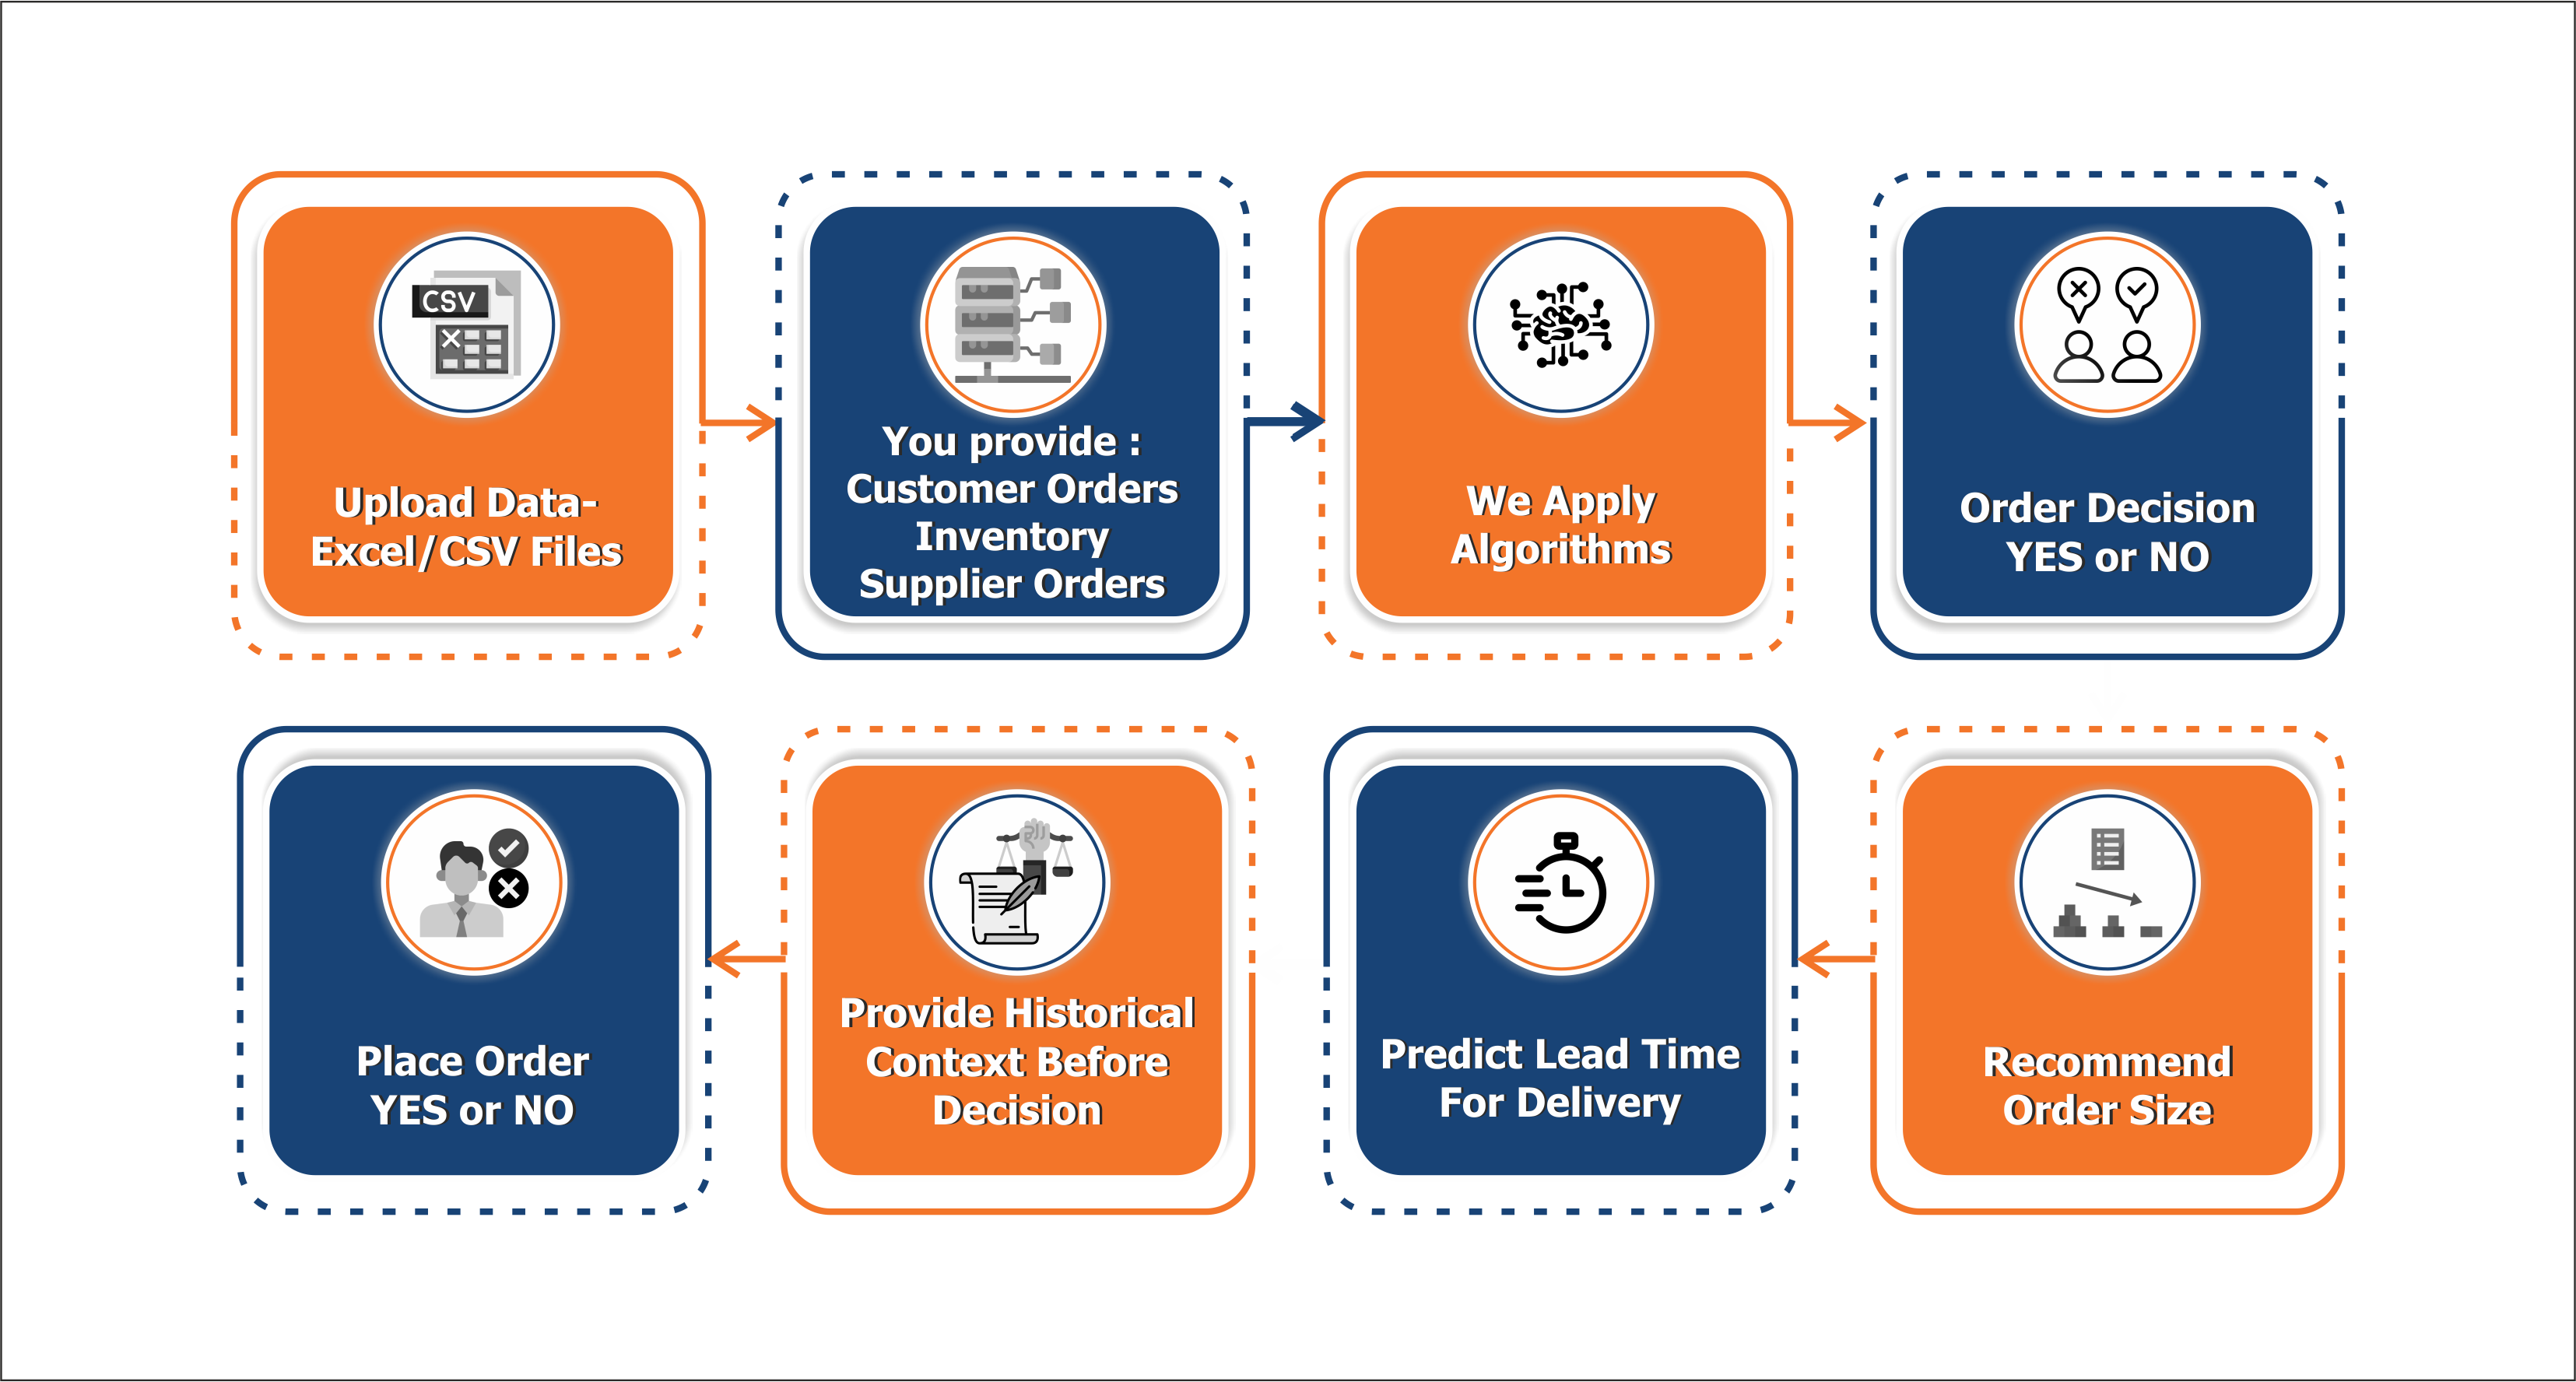 CSV
Upload Data-
Excel/CSV Files
You provide :
Customer Orders
Inventory
Supplier Orders
We Apply
Algorithms
Order Decision
YES or NO
Recommend
Order Size
Predict Lead Time
For Delivery
Provide Historical
Context Before
Decision
Place Order
YES or NO